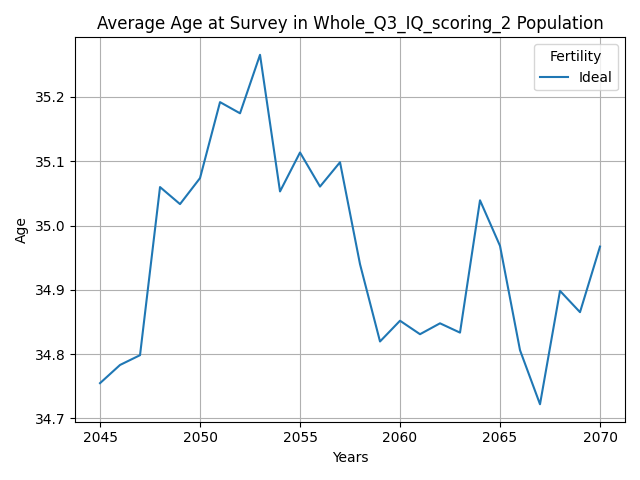 Average Age at Survey in Whole_Q3_IQ_scoring_2 Population
Fertility
Ideal
35.2
35.1
35.0
34.9
34.8
34.7
Age
2045 2050 2055 2060 2065 2070
Years